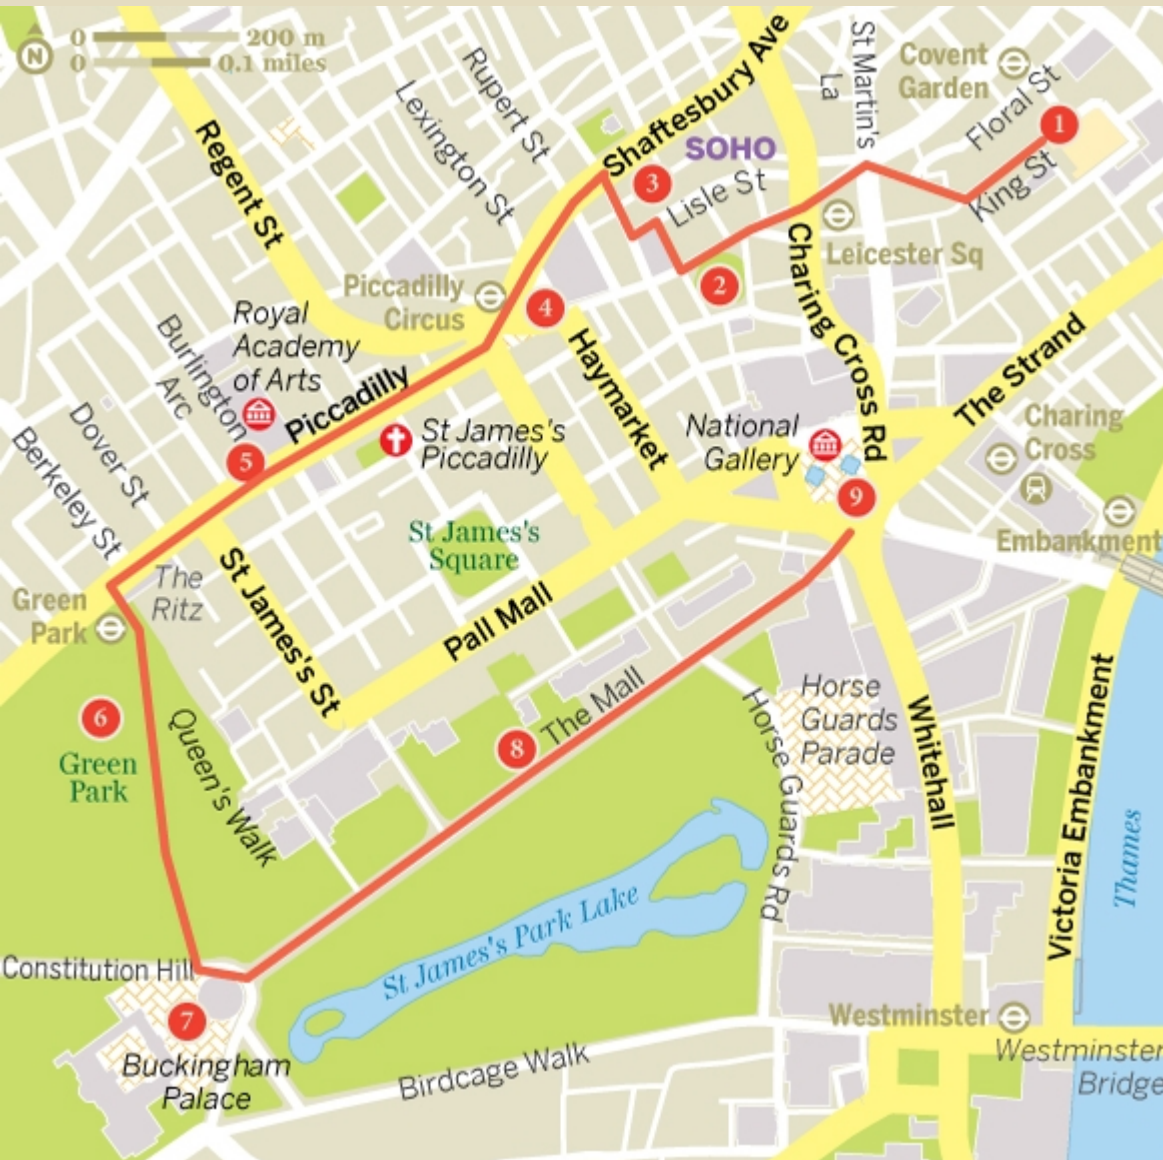 N
0 200 m
0 0.1 miles
Regent St
Lexington St
Rupert St
Shaftesbury Ave
St Martin's
La
Covent
Garden
Floral St
1
King St
SOHO
3
Lisle St
2
Leicester Sq
Charing Cross Rd
Piccadilly
Circus
4
Haymarket
The Strand
Royal
Academy
of Arts
Burlington
Arc
Piccadilly
5
St James's
Piccadilly
National
Gallery
9
Charing
Cross
Embankment
Dover St
Berkeley St
The
Ritz
Green
Park
St James's St
St James's
Square
Pall Mall
6
Green
Park
Queen's Walk
8
The Mall
Horse Guards Rd
Horse
Guards
Parade
Whitehall
Victoria Embankment
Thames
St James's Park Lake
Constitution Hill
7
Buckingham
Palace
Birdcage Walk
Westminster
Westminster
Bridge